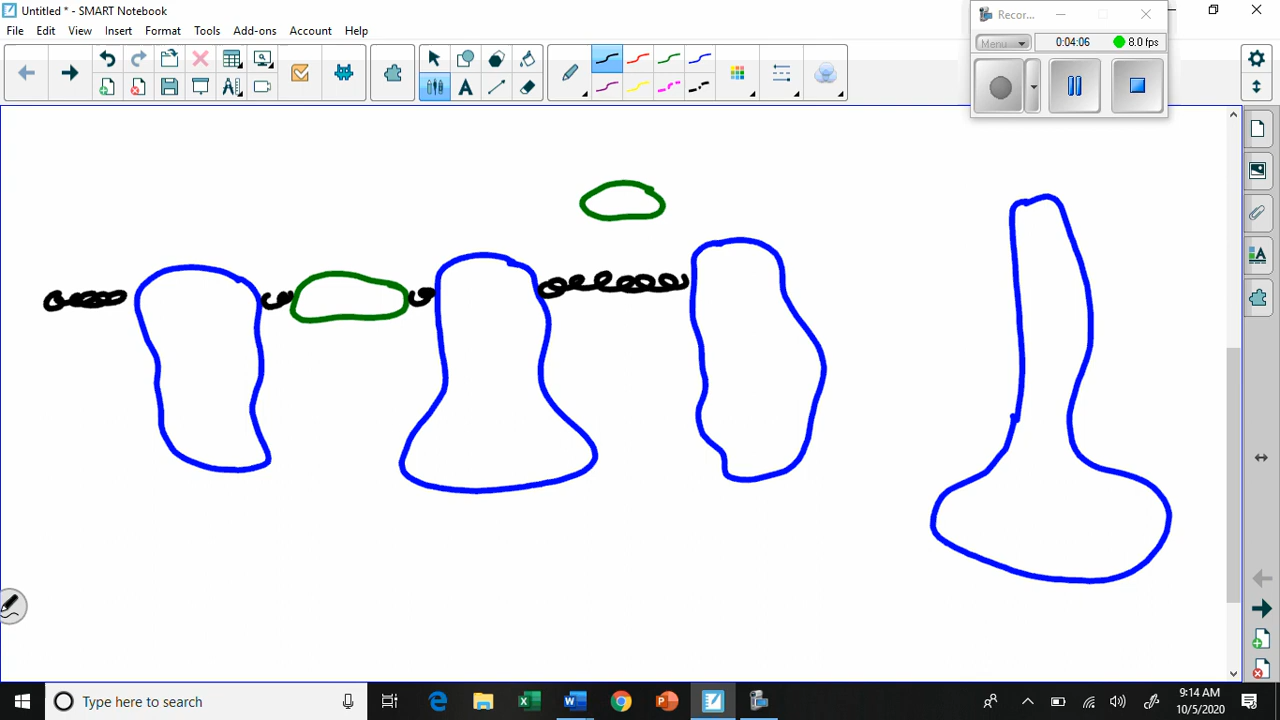 Untitled * - SMART Notebook
Recor...
File Edit View Insert Format Tools Add-ons Account Help
Menu
0:04:06
8.0 fps
Type here to search
9:14 AM
10/5/2020